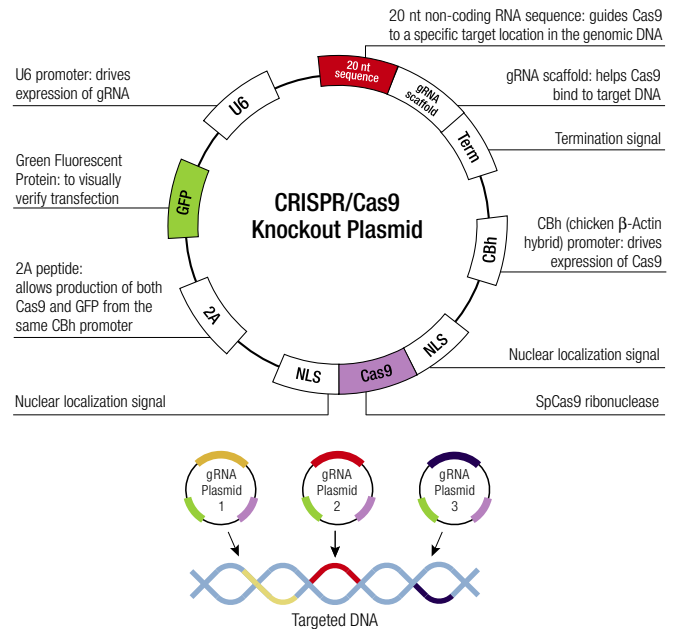 20 nt non-coding RNA sequence: guides Cas9
to a specific target location in the genomic DNA
U6 promoter: drives
expression of gRNA
gRNA scaffold: helps Cas9
bind to target DNA
Termination signal
Green Fluorescent
Protein: to visually
verify transfection
CBh (chicken β-Actin
hybrid) promoter: drives
expression of Cas9
2A peptide:
allows production of both
Cas9 and GFP from the
same CBh promoter
Nuclear localization signal
Nuclear localization signal
SpCas9 ribonuclease
20 nt
sequence
gRNA
scaffold
Term
CBh
NLS
Cas9
NLS
2A
GFP
U6
CRISPR/Cas9
Knockout Plasmid
gRNA
Plasmid
1
gRNA
Plasmid
2
gRNA
Plasmid
3
Targeted DNA